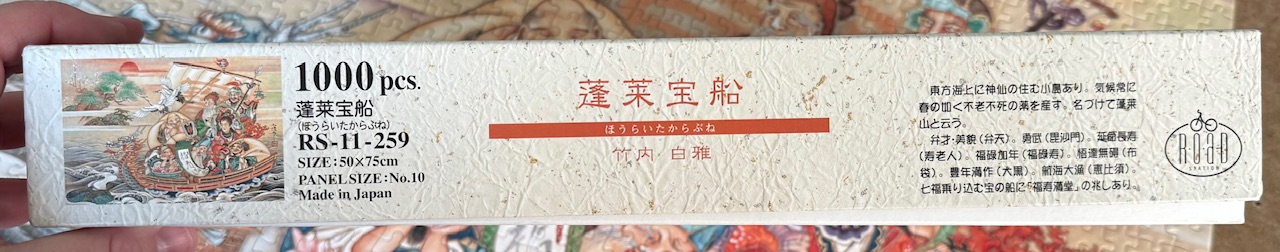 1000pcs.
蓬莱宝船
(ほうらいたからぶね)
RS-11-259
SIZE:50×75cm
PANEL SIZE:No.10
Made in Japan
蓬莱宝船
ほうらいたからぶね
竹内 白雅
東方海上に神仙の住む小島あり。気候常に
春の如く不老不死の薬を産す。名づけて蓬莱
山と云う。
弁才・美貌(弁天)。勇武(毘沙門)。延命長寿
(寿老人)。福禄加年(福禄寿)。悟達無礙(布
袋)。豊年満作(大黒)。航海大漁(恵比須)。
七福乗り込む宝の船に「福寿満堂」の兆しあり。
ROAD